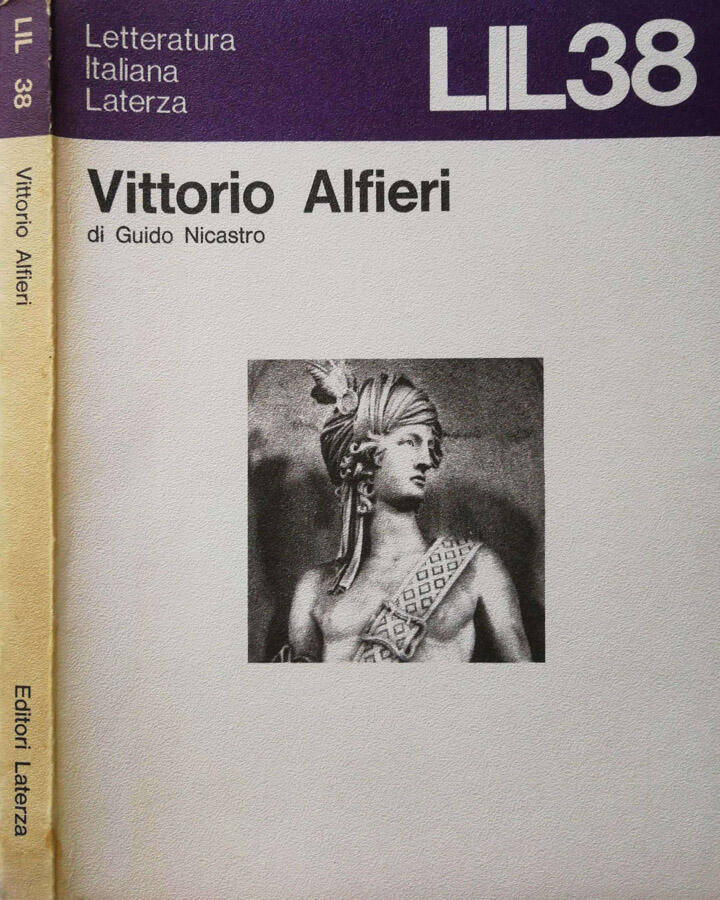 Letteratura
Italiana
Laterza
LIL38
Vittorio Alfieri
di Guido Nicastro
LIL 38
Vittorio Alfieri
Editori Laterza